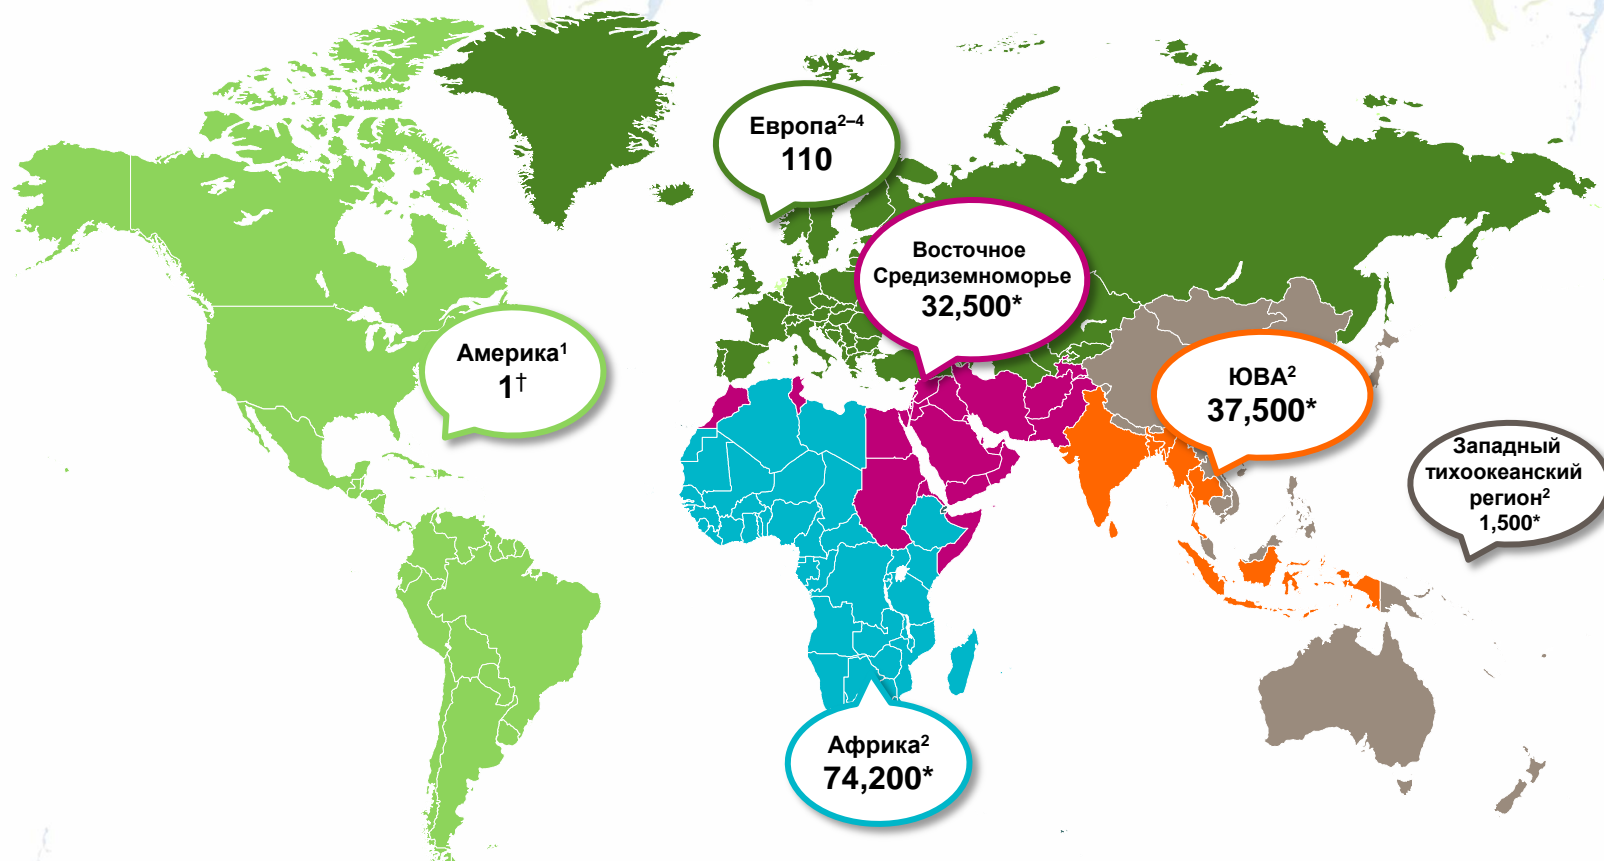 Европа²⁻⁴
110
Восточное
Средиземноморье
32,500*
Америка¹
1†
ЮВА²
37,500*
Западный
тихоокеанский
регион²
1,500*
Африка²
74,200*